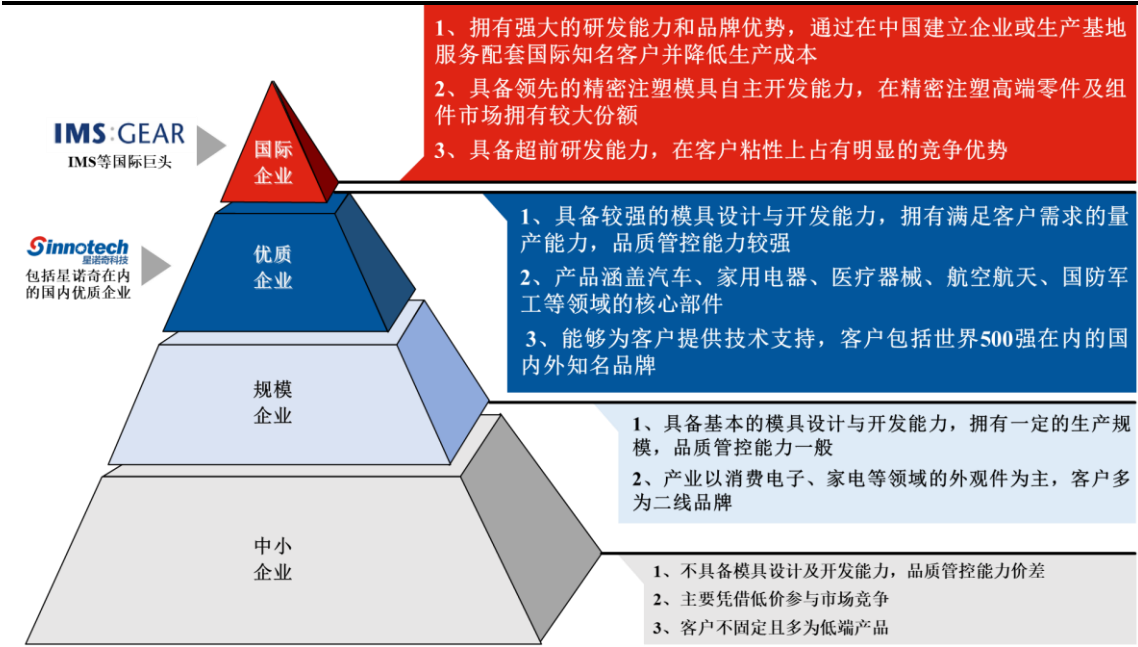 1、拥有强大的研发能力和品牌优势，通过在中国建立企业或生产基地
服务配套国际知名客户并降低生产成本
2、具备领先的精密注塑模具自主开发能力，在精密注塑高端零件及组
件市场拥有较大份额
3、具备超前研发能力，在客户粘性上占有明显的竞争优势
IMS:GEAR
IMS等国际巨头
国际
企业
1、具备较强的模具设计与开发能力，拥有满足客户需求的量
产能力，品质管控能力较强
2、产品涵盖汽车、家用电器、医疗器械、航空航天、国防军
工等领域的核心部件
3、能够为客户提供技术支持，客户包括世界500强在内的国
内外知名品牌
Sinnotech
星诺奇科技
包括星诺奇在内
的国内优质企业
优质
企业
规模
企业
1、具备基本的模具设计与开发能力，拥有一定的生产规
模，品质管控能力一般
2、产业以消费电子、家电等领域的外观件为主，客户多
为二线品牌
中小
企业
1、不具备模具设计及开发能力，品质管控能力价差
2、主要凭借低价参与市场竞争
3、客户不固定且多为低端产品